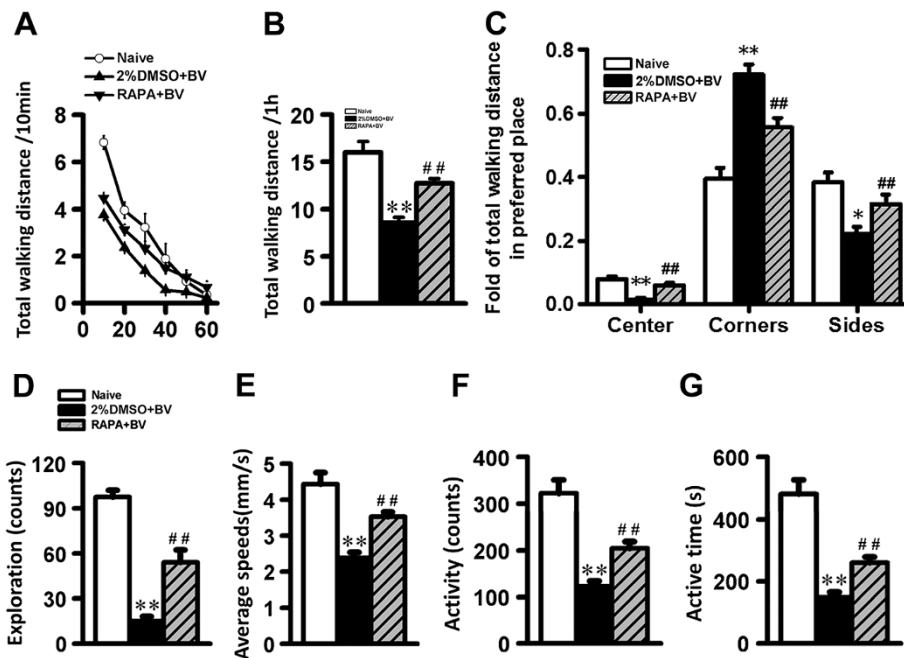 A
Naive
2%DMSO+BV
RAPA+BV
Total walking distance /10min
8
6
4
2
0
0 20 40 60
B
Naive
2%DMSO+BV
RAPA+BV
Total walking distance /1h
20
15
10
5
0
**
##
C
Naive
2%DMSO+BV
RAPA+BV
Fold of total walking distance
in preferred place
0.8
0.6
0.4
0.2
0.0
**
##
**
##
*
##
Center Corners Sides
D
Naive
2%DMSO+BV
RAPA+BV
Exploration (counts)
120
90
60
30
0
**
##
E
Average speeds(mm/s)
5
4
3
2
1
0
**
##
F
Activity (counts)
400
300
200
100
0
**
##
G
Active time (s)
600
400
200
0
**
##